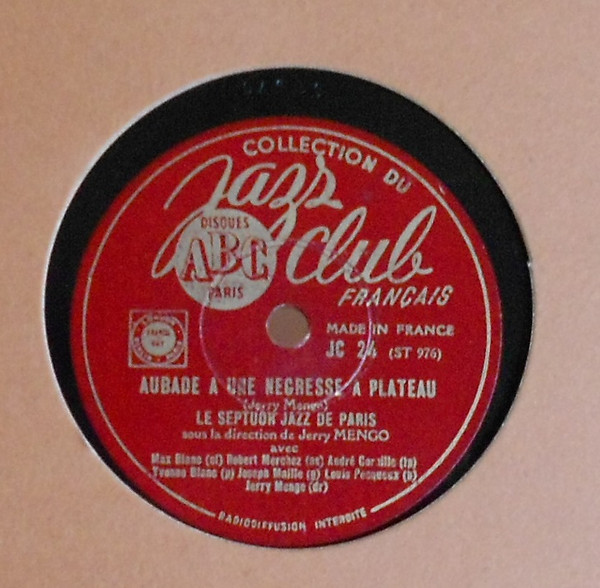 COLLECTION DU
Jazz
club
DISQUES
ABC
PARIS
FRANÇAIS
MADE IN FRANCE
JC 24 (ST 976)
AUBADE A UNE NEGRESSE A PLATEAU
(Jerry Mengo)
LE SEPTUOR JAZZ DE PARIS
sous la direction de Jerry MENGO
avec
Max Blanc (cl) Robert Merchez (as) André Cornille (tp)
Yvonne Blanc (p) Joseph Maille (g) Louis Pecqueux (b)
Jerry Mengo (dr)
RADIODIFFUSION INTERDITE